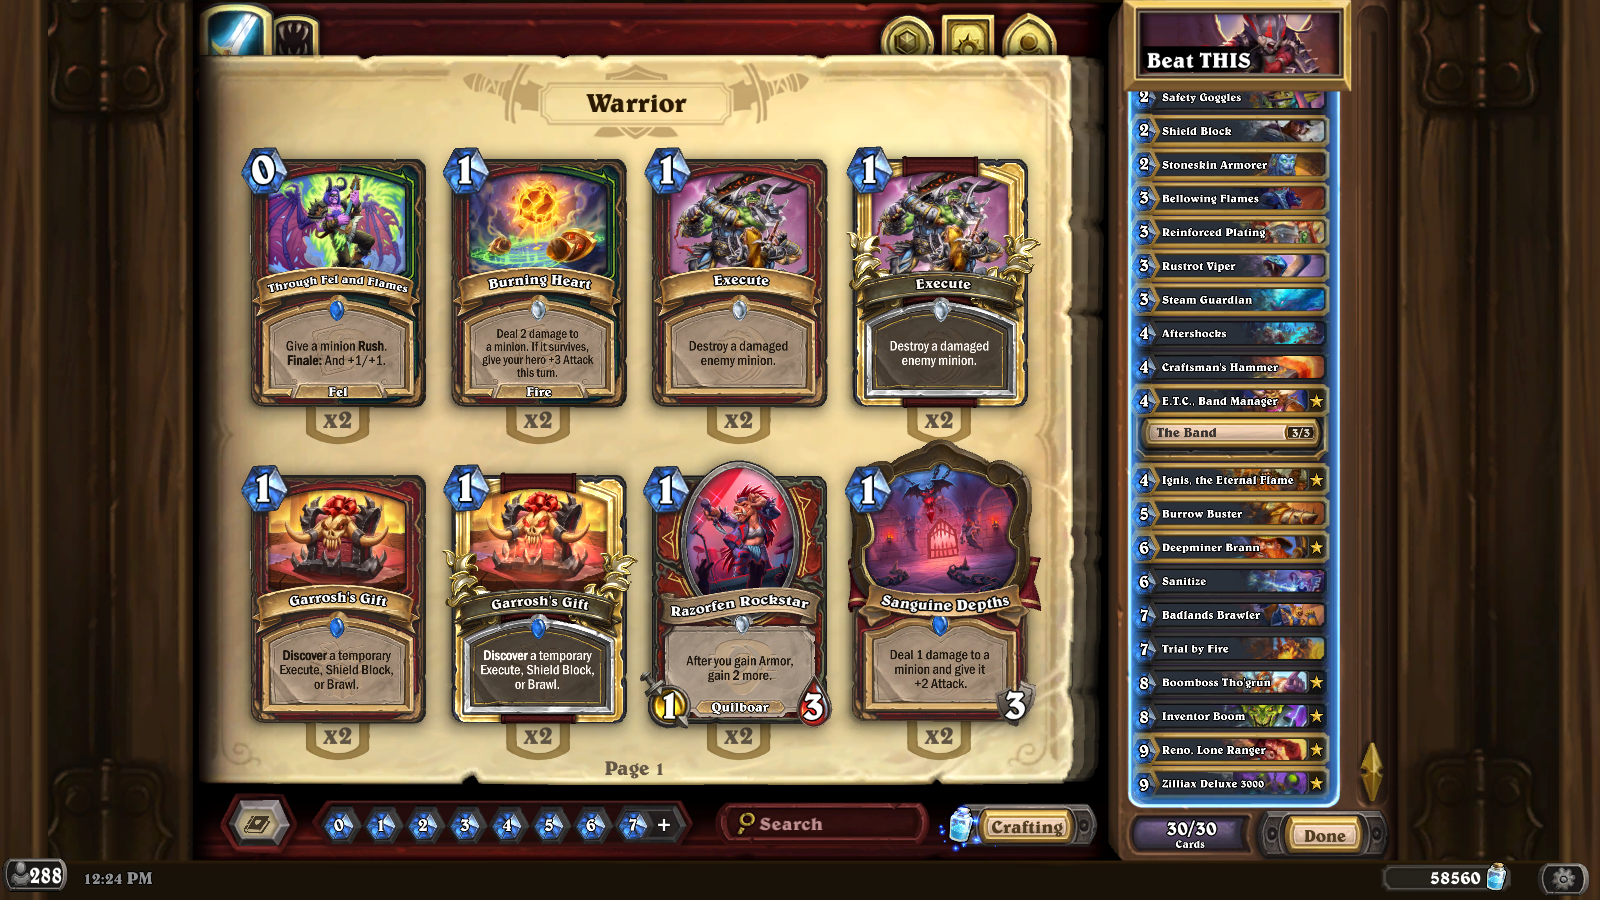 Warrior
0
Through Fel and Flames
Give a minion Rush.
Finale: And +1/+1.
Fel
x2
1
Burning Heart
Deal 2 damage to
a minion. If it survives,
give your hero +3 Attack
this turn.
Fire
x2
1
Execute
Destroy a damaged
enemy minion.
x2
1
Execute
Destroy a damaged
enemy minion.
x2
1
Garrosh's Gift
Discover a temporary
Execute, Shield Block,
or Brawl.
x2
1
Garrosh's Gift
Discover a temporary
Execute, Shield Block,
or Brawl.
x2
1
Razorfen Rockstar
After you gain Armor,
gain 2 more.
1 Quilboar 3
x2
1
Sanguine Depths
Deal 1 damage to a
minion and give it
+2 Attack.
3
x2
Page 1
0 1 2 3 4 5 6 7 +
Search
Crafting
Beat THIS
2 Safety Goggles
2 Shield Block
2 Stoneskin Armorer
3 Bellowing Flames
3 Reinforced Plating
3 Rustrot Viper
3 Steam Guardian
4 Aftershocks
4 Craftsman's Hammer
4 E.T.C., Band Manager
The Band 3/3
4 Ignis, the Eternal Flame
5 Burrow Buster
6 Deepminer Brann
6 Sanitize
7 Badlands Brawler
7 Trial by Fire
8 Boomboss Tho'grun
8 Inventor Boom
9 Reno, Lone Ranger
9 Zilliax Deluxe 3000
30/30
Cards
Done
288
12:24 PM
58560